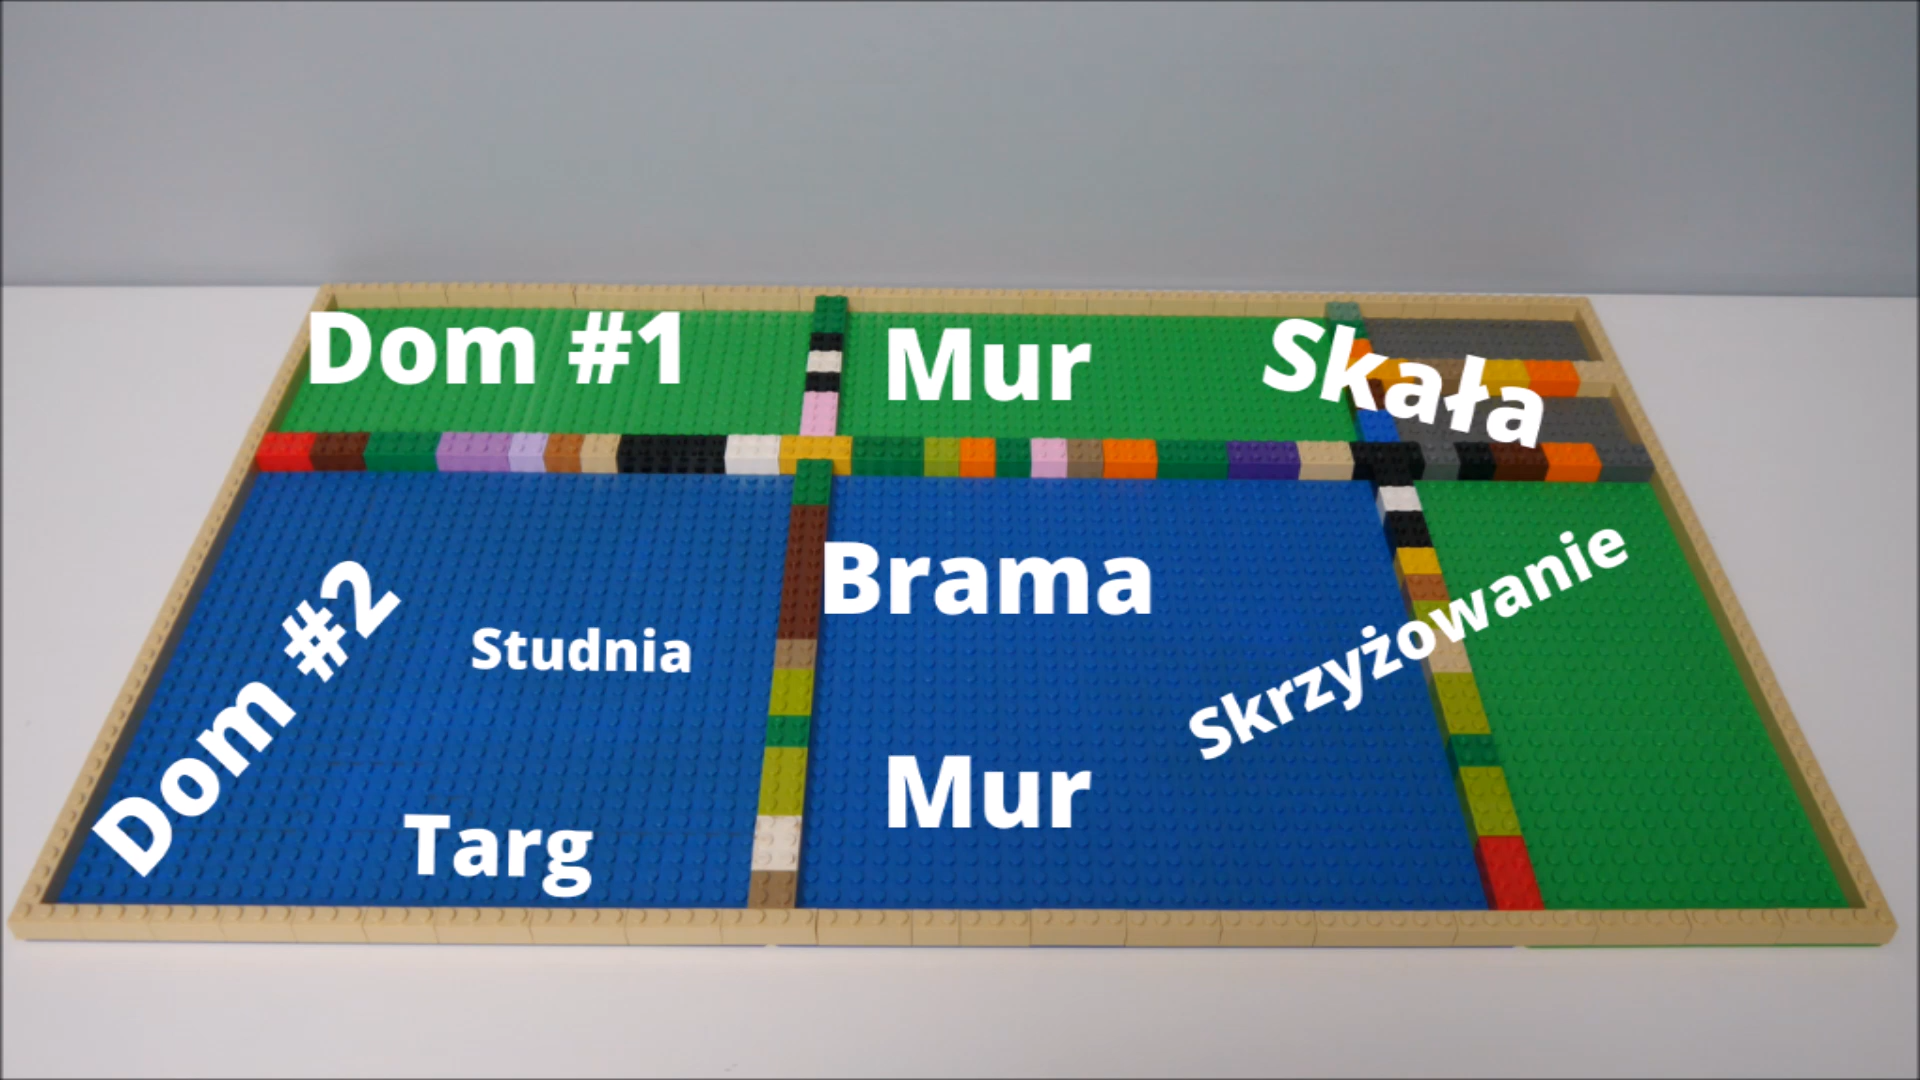 Dom #1
Mur
Skała
Brama
Dom #2
Studnia
Skrzyżowanie
Mur
Targ